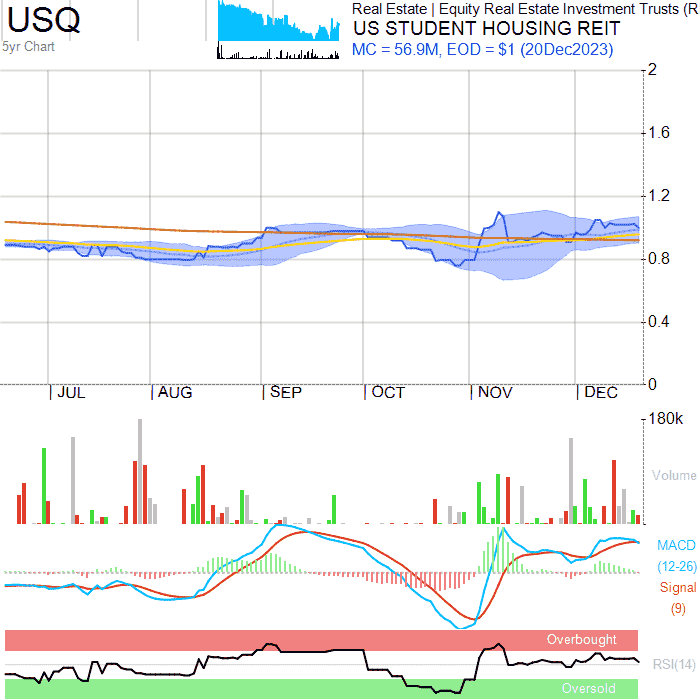 USQ
5yr Chart
Real Estate | Equity Real Estate Investment Trusts (R
US STUDENT HOUSING REIT
MC = 56.9M, EOD = $1 (20Dec2023)
2
1.6
1.2
0.8
0.4
0
JUL AUG SEP OCT NOV DEC
180k
Volume
MACD
(12-26)
Signal
(9)
Overbought
RSI(14)
Oversold